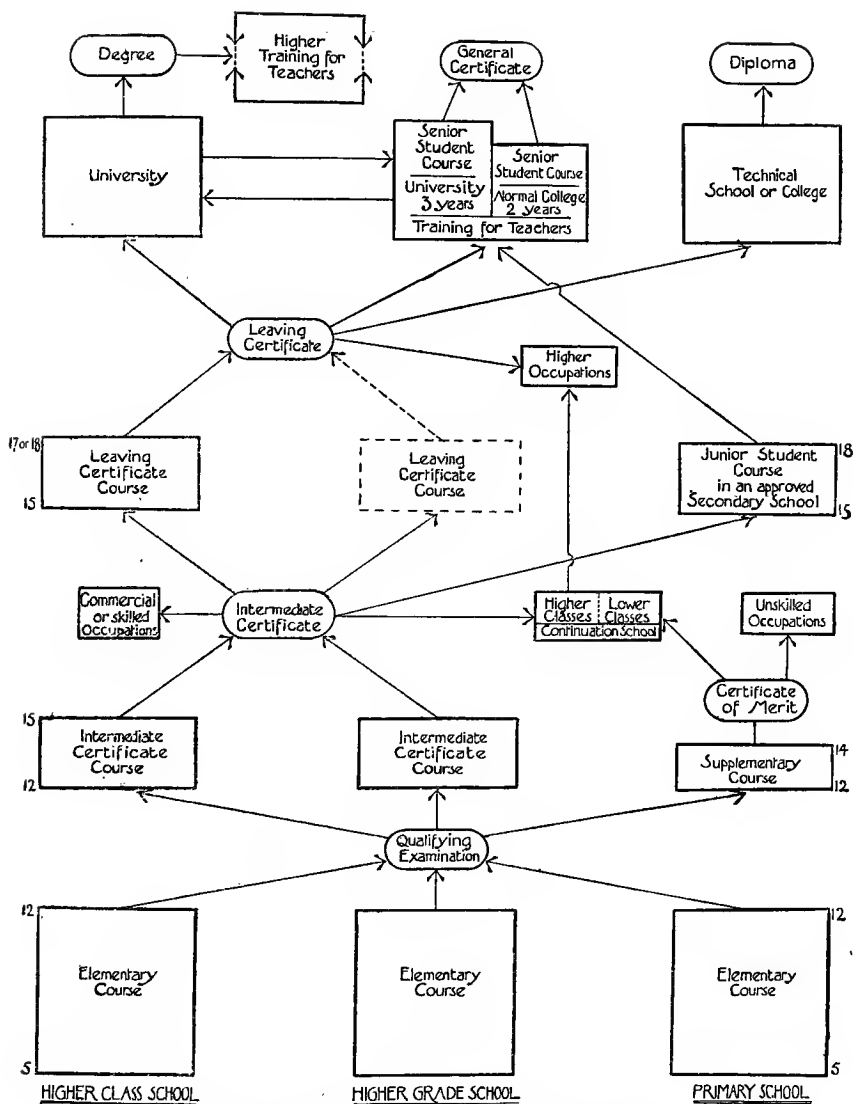 Degree
Higher
Training for
Teachers
General
Certificate
Diploma
University
Senior
Student
Course
University
3 years
Senior
Student Course
Normal College
2 years
Training for Teachers
Technical
School or College
Leaving
Certificate
Higher
Occupations
17 or 18
Leaving
Certificate
Course
15
Leaving
Certificate
Course
Junior Student
Course
in an approved
Secondary School
18
15
Commercial
or skilled
Occupations
Intermediate
Certificate
Higher
Classes
Lower
Classes
Continuation School
Unskilled
Occupations
Certificate
of Merit
15
Intermediate
Certificate
Course
12
Intermediate
Certificate
Course
Supplementary
Course
14
12
Qualifying
Examination
12
Elementary
Course
5
Elementary
Course
12
Elementary
Course
5
HIGHER CLASS SCHOOL
HIGHER GRADE SCHOOL
PRIMARY SCHOOL